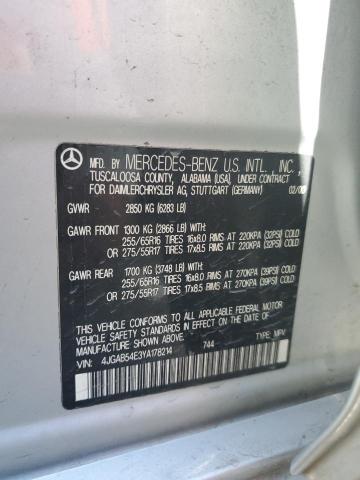 MFD. BY MERCEDES-BENZ U.S. INTL., INC.,
TUSCALOOSA COUNTY, ALABAMA (USA), UNDER CONTRACT
FOR DAIMLERCHRYSLER AG, STUTTGART (GERMANY) 02/00
GVWR 2850 KG (6283 LB)
GAWR FRONT 1300 KG (2866 LB) WITH:
255/65R16 TIRES 16x8.0 RIMS AT 220KPA (32PSI) COLD
OR / 275/55R17 TIRES 17x8.5 RIMS AT 220KPA (32PSI) COLD
GAWR REAR 1700 KG (3748 LB) WITH:
255/65R16 TIRES 16x8.0 RIMS AT 270KPA (39PSI) COLD
OR / 275/55R17 TIRES 17x8.5 RIMS AT 270KPA (39PSI) COLD
THIS VEHICLE CONFORMS TO ALL APPLICABLE FEDERAL MOTOR
VEHICLE SAFETY STANDARDS IN EFFECT ON THE DATE OF
MANUFACTURE SHOWN ABOVE.
VIN: 4JGAB54E3YA178214 744 TYPE: MPV